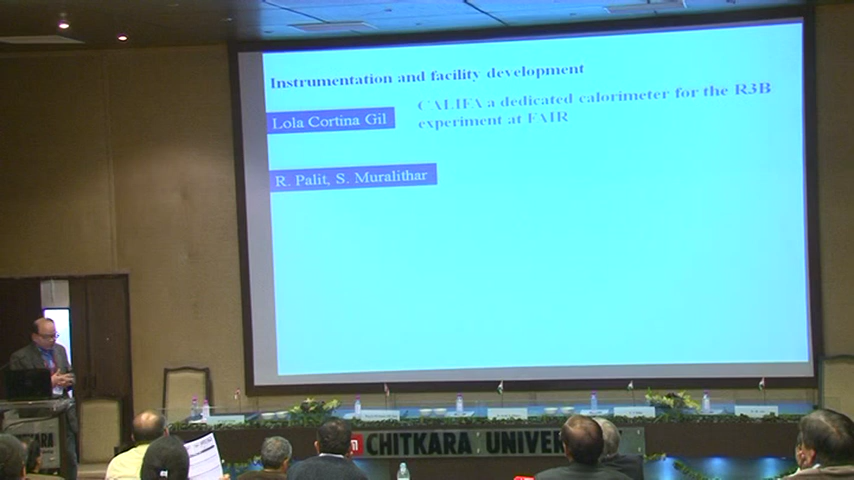 Instrumentation and facility development
Lola Cortina Gil
CALIFA a dedicated calorimeter for the R3B
experiment at FAIR
R. Palit, S. Muralithar
CHITKARA UNIVER